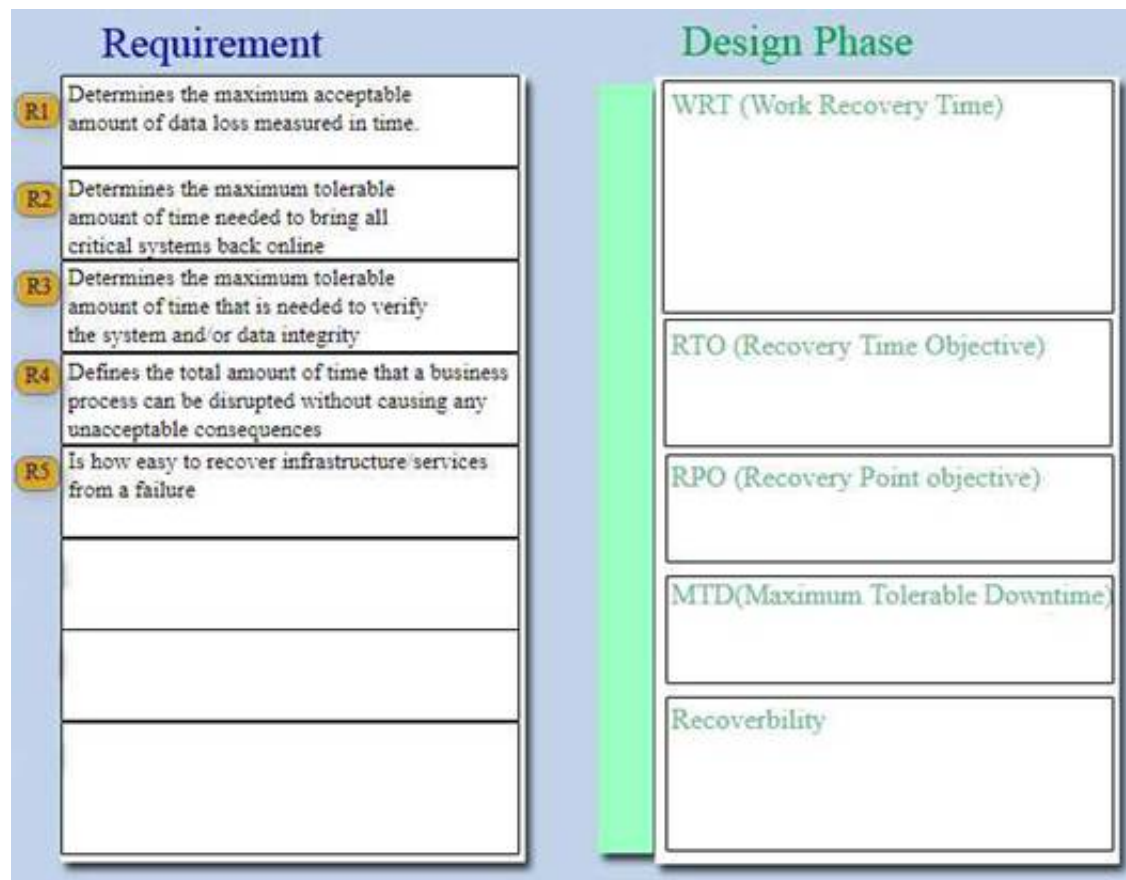 Requirement
R1
Determines the maximum acceptable
amount of data loss measured in time.
R2
Determines the maximum tolerable
amount of time needed to bring all
critical systems back online
R3
Determines the maximum tolerable
amount of time that is needed to verify
the system and/or data integrity
R4
Defines the total amount of time that a business
process can be disrupted without causing any
unacceptable consequences
R5
Is how easy to recover infrastructure/services
from a failure
Design Phase
WRT (Work Recovery Time)
RTO (Recovery Time Objective)
RPO (Recovery Point objective)
MTD(Maximum Tolerable Downtime)
Recoverbility